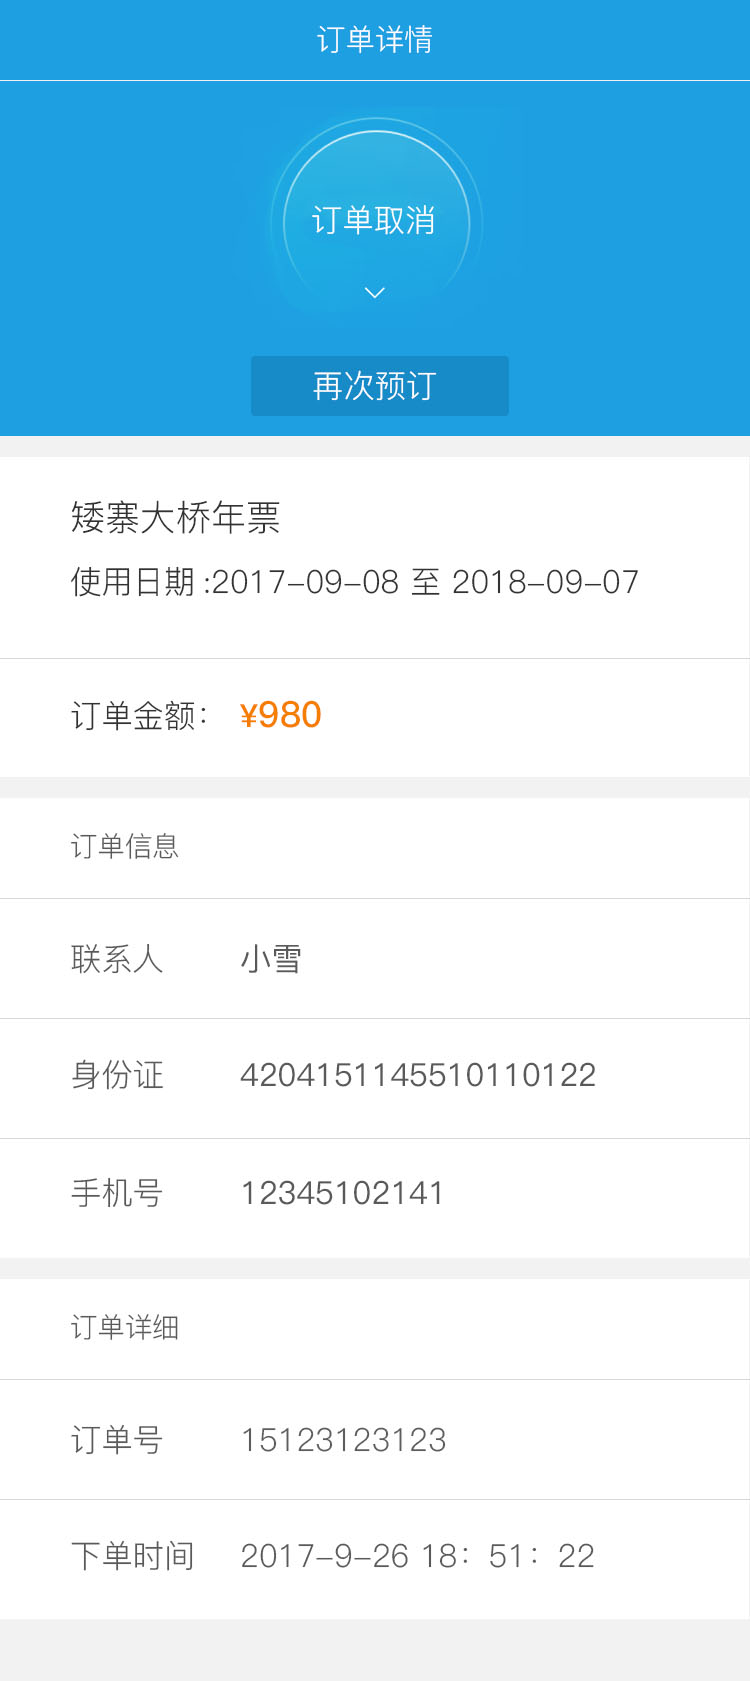 订单详情
订单取消
再次预订
矮寨大桥年票
使用日期:2017-09-08 至 2018-09-07
订单金额： ¥980
订单信息
联系人 小雪
身份证 4204151145510110122
手机号 12345102141
订单详细
订单号 15123123123
下单时间 2017-9-26 18：51：22